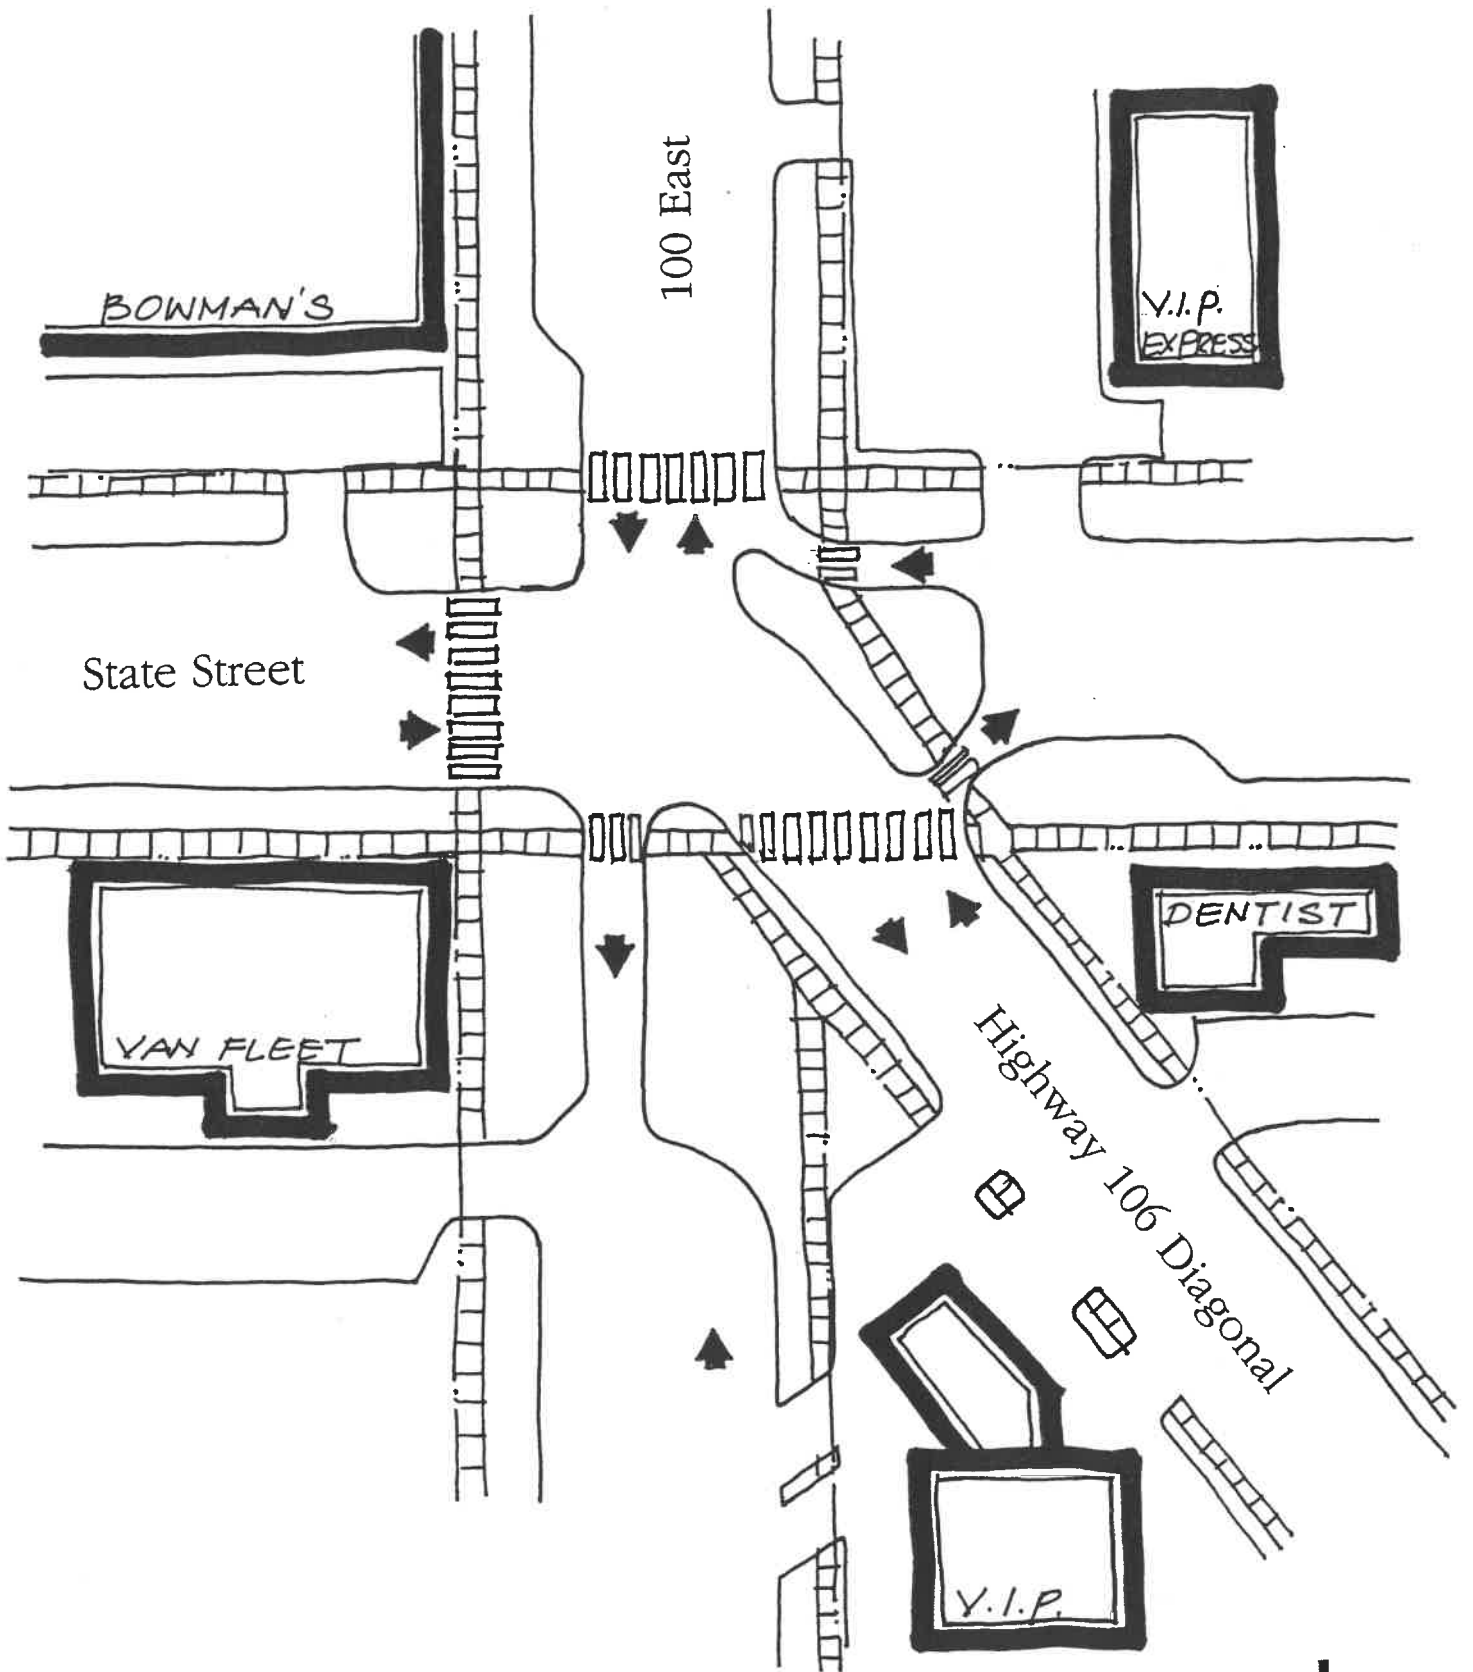 100 East
BOWMAN'S
V.I.P.
EXPRESS
State Street
DENTIST
VAN FLEET
Highway 106 Diagonal
V.I.P.